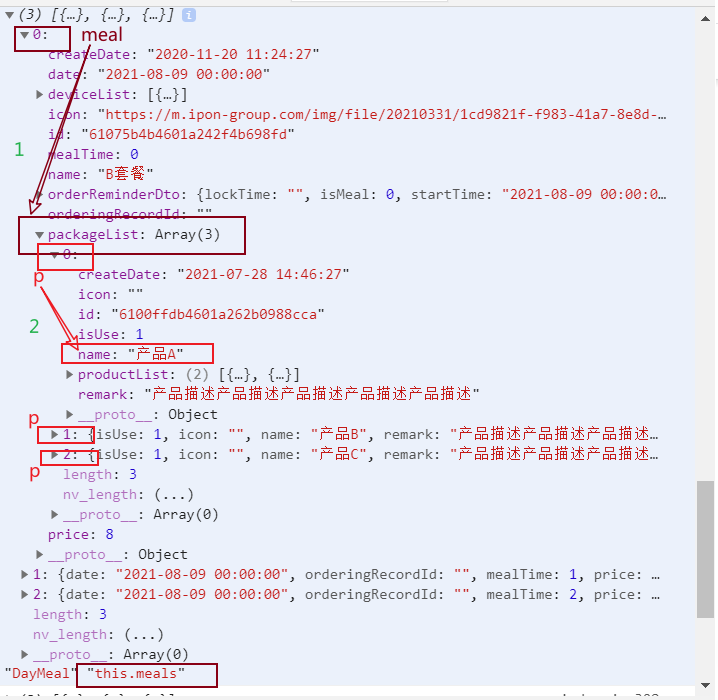 (3) [{…}, {…}, {…}] i
0: meal
createDate: "2020-11-20 11:24:27"
date: "2021-08-09 00:00:00"
deviceList: [{…}]
icon: "https://m.ipon-group.com/img/file/20210331/1cd9821f-f983-41a7-8e8d-…
id: "61075b4b4601a242f4b698fd"
1 mealTime: 0
name: "B套餐"
orderReminderDto: {lockTime: "", isMeal: 0, startTime: "2021-08-09 00:00:0…
orderingRecordId: ""
packageList: Array(3)
0:
p createDate: "2021-07-28 14:46:27"
icon: ""
id: "6100ffdb4601a262b0988cca"
2 isUse: 1
name: "产品A"
productList: (2) [{…}, {…}]
remark: "产品描述产品描述产品描述产品描述产品描述"
__proto__: Object
p 1: {isUse: 1, icon: "", name: "产品B", remark: "产品描述产品描述产品描述…
2: {isUse: 1, icon: "", name: "产品C", remark: "产品描述产品描述产品描述…
p length: 3
nv_length: (...)
__proto__: Array(0)
price: 8
__proto__: Object
1: {date: "2021-08-09 00:00:00", orderingRecordId: "", mealTime: 1, price: …
2: {date: "2021-08-09 00:00:00", orderingRecordId: "", mealTime: 2, price: …
length: 3
nv_length: (...)
__proto__: Array(0)
"DayMeal" "this.meals"